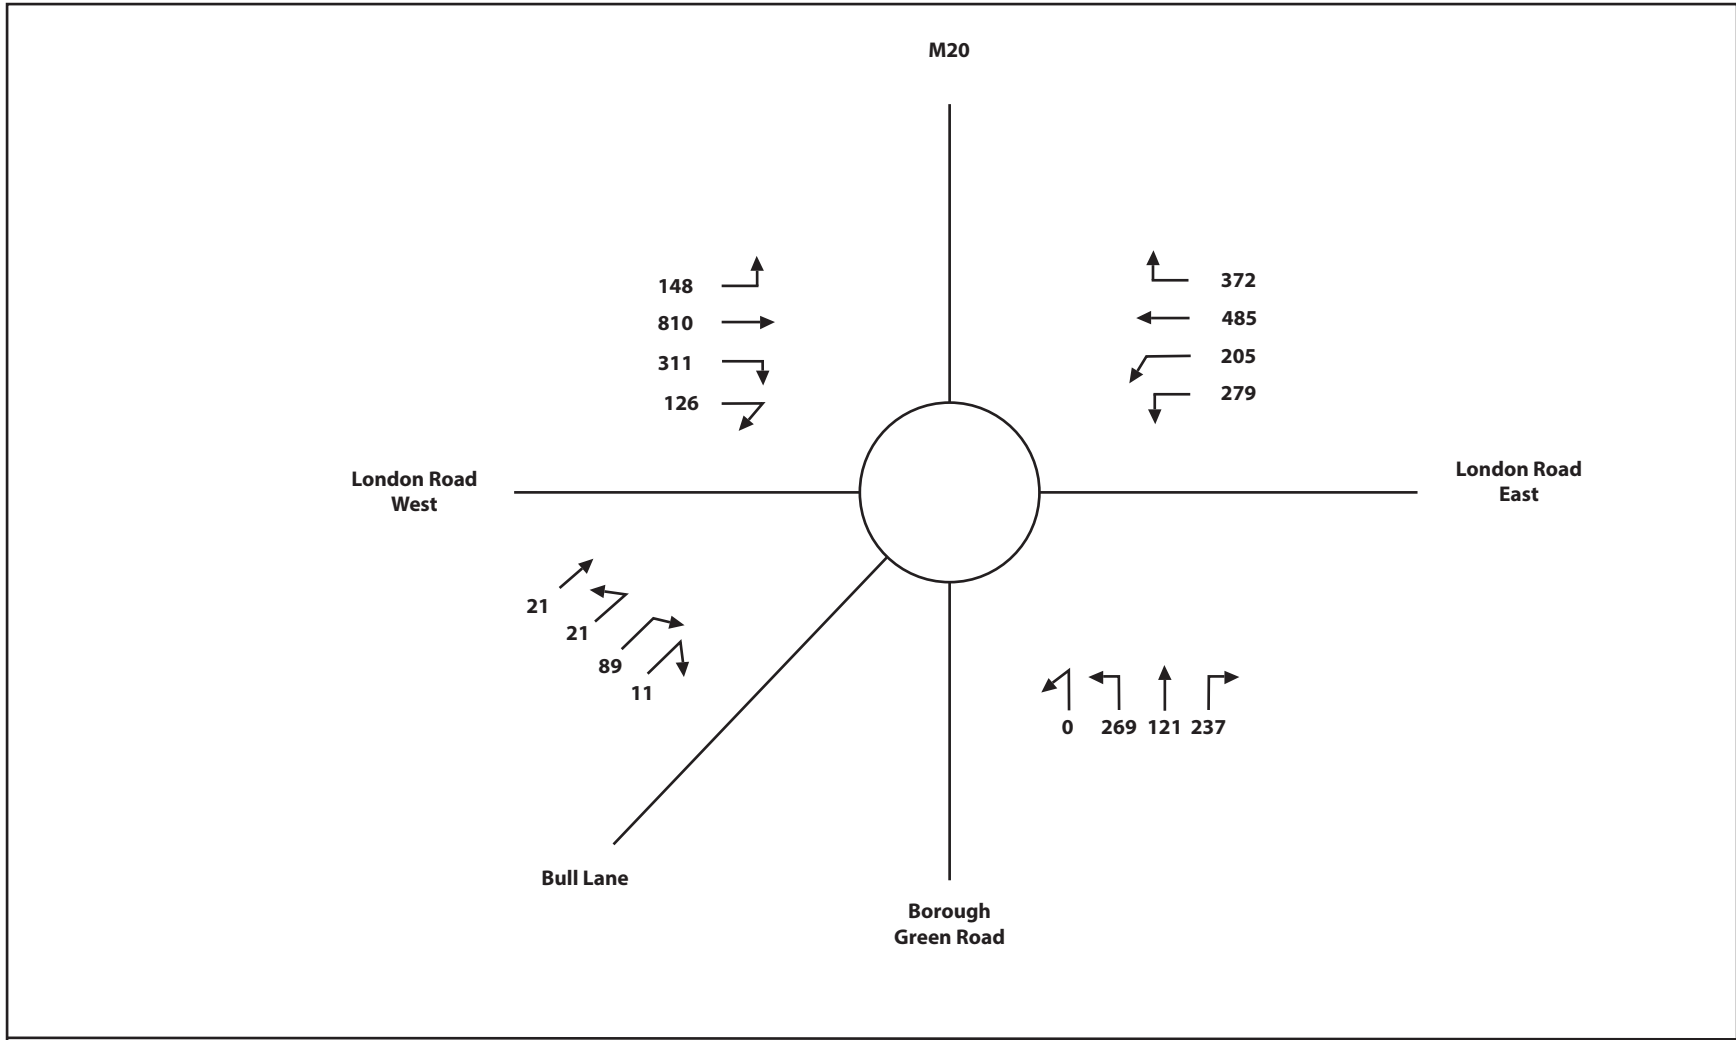 M20
148
810
311
126
372
485
205
279
London Road
West
London Road
East
21
21
89
11
0 269 121 237
Bull Lane
Borough
Green Road